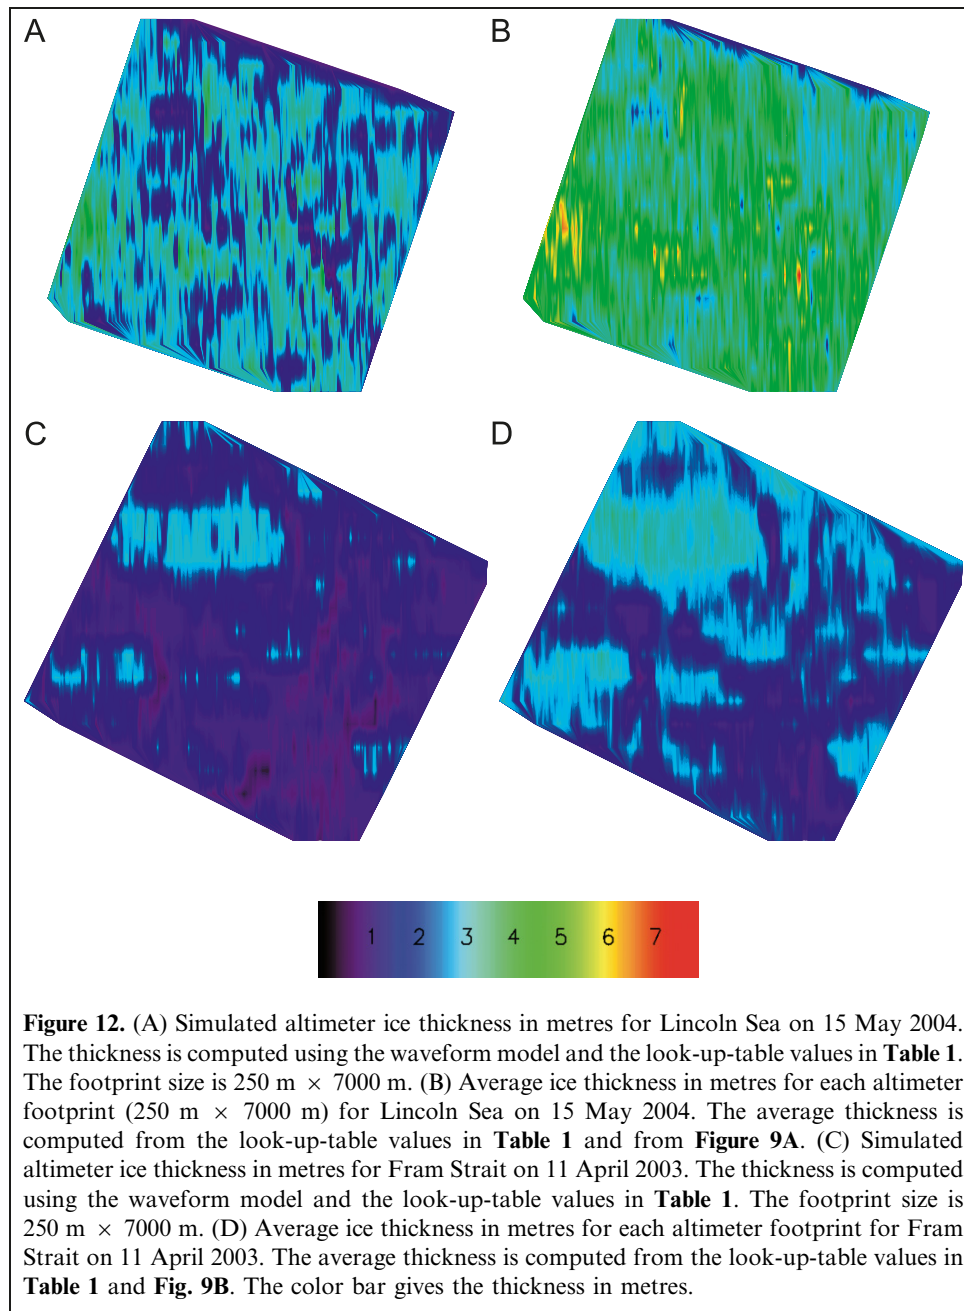 A
B
C
D
1 2 3 4 5 6 7
Figure 12. (A) Simulated altimeter ice thickness in metres for Lincoln Sea on 15 May 2004.
The thickness is computed using the waveform model and the look-up-table values in Table 1.
The footprint size is 250 m × 7000 m. (B) Average ice thickness in metres for each altimeter
footprint (250 m × 7000 m) for Lincoln Sea on 15 May 2004. The average thickness is
computed from the look-up-table values in Table 1 and from Figure 9A. (C) Simulated
altimeter ice thickness in metres for Fram Strait on 11 April 2003. The thickness is computed
using the waveform model and the look-up-table values in Table 1. The footprint size is
250 m × 7000 m. (D) Average ice thickness in metres for each altimeter footprint for Fram
Strait on 11 April 2003. The average thickness is computed from the look-up-table values in
Table 1 and Fig. 9B. The color bar gives the thickness in metres.